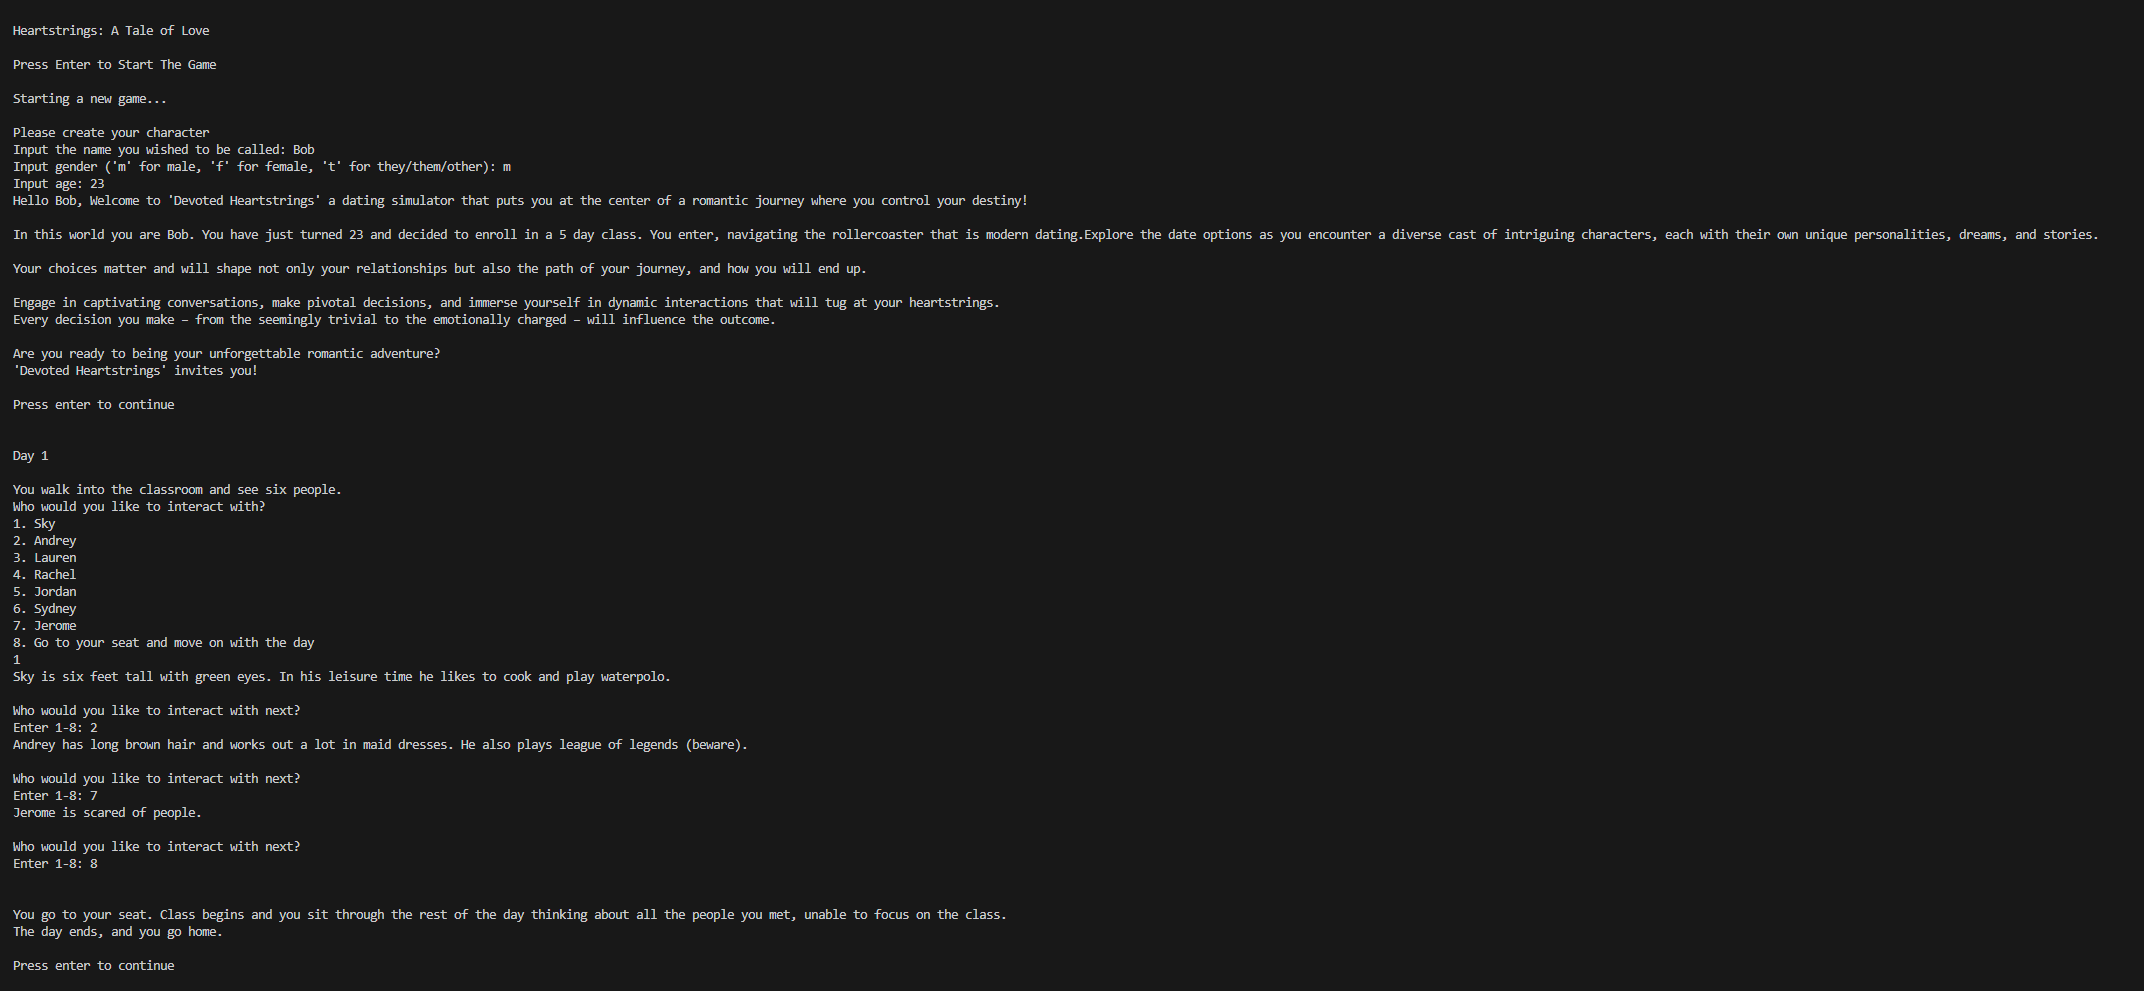 Heartstrings: A Tale of Love
Press Enter to Start The Game
Starting a new game...
Please create your character
Input the name you wished to be called: Bob
Input gender ('m' for male, 'f' for female, 't' for they/them/other): m
Input age: 23
Hello Bob, Welcome to 'Devoted Heartstrings' a dating simulator that puts you at the center of a romantic journey where you control your destiny!
In this world you are Bob. You have just turned 23 and decided to enroll in a 5 day class. You enter, navigating the rollercoaster that is modern dating.Explore the date options as you encounter a diverse cast of intriguing characters, each with their own unique personalities, dreams, and stories.
Your choices matter and will shape not only your relationships but also the path of your journey, and how you will end up.
Engage in captivating conversations, make pivotal decisions, and immerse yourself in dynamic interactions that will tug at your heartstrings.
Every decision you make – from the seemingly trivial to the emotionally charged – will influence the outcome.
Are you ready to being your unforgettable romantic adventure?
'Devoted Heartstrings' invites you!
Press enter to continue
Day 1
You walk into the classroom and see six people.
Who would you like to interact with?
1. Sky
2. Andrey
3. Lauren
4. Rachel
5. Jordan
6. Sydney
7. Jerome
8. Go to your seat and move on with the day
1
Sky is six feet tall with green eyes. In his leisure time he likes to cook and play waterpolo.
Who would you like to interact with next?
Enter 1-8: 2
Andrey has long brown hair and works out a lot in maid dresses. He also plays league of legends (beware).
Who would you like to interact with next?
Enter 1-8: 7
Jerome is scared of people.
Who would you like to interact with next?
Enter 1-8: 8
You go to your seat. Class begins and you sit through the rest of the day thinking about all the people you met, unable to focus on the class.
The day ends, and you go home.
Press enter to continue